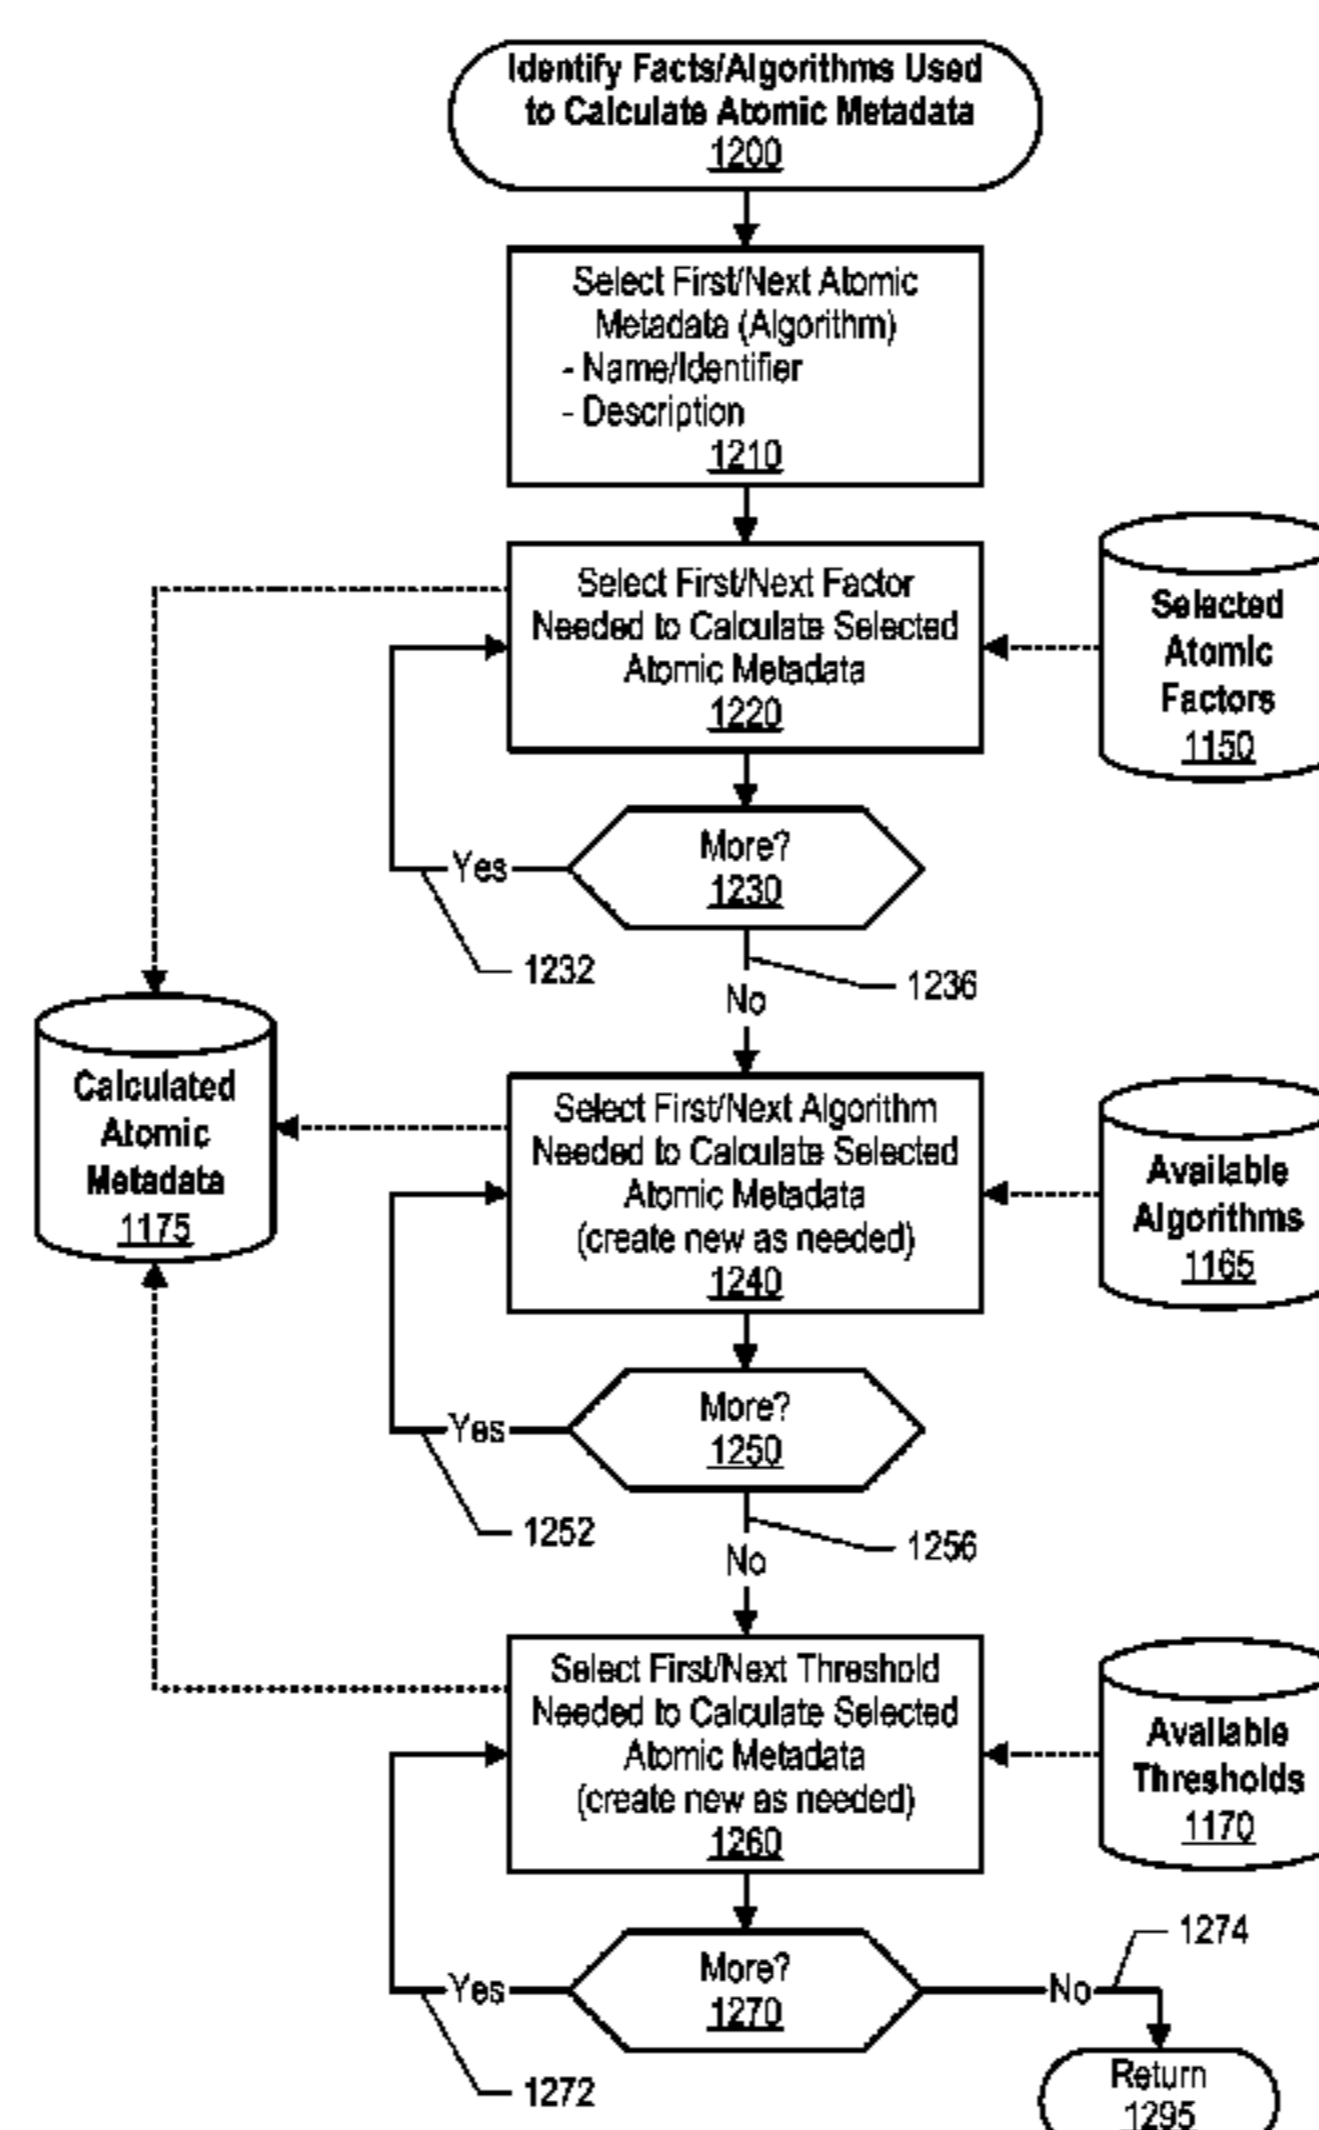 Identify Facts/Algorithms Used
to Calculate Atomic Metadata
1200
Select First/Next Atomic
Metadata (Algorithm)
- Name/Identifier
- Description
1210
Select First/Next Factor
Needed to Calculate Selected
Atomic Metadata
1220
Selected
Atomic
Factors
1150
More?
1230
Yes
1232
1236
No
Calculated
Atomic
Metadata
1175
Select First/Next Algorithm
Needed to Calculate Selected
Atomic Metadata
(create new as needed)
1240
Available
Algorithms
1165
More?
1250
Yes
1252
1256
No
Select First/Next Threshold
Needed to Calculate Selected
Atomic Metadata
(create new as needed)
1260
Available
Thresholds
1170
More?
1270
Yes
1272
No
1274
Return
1295